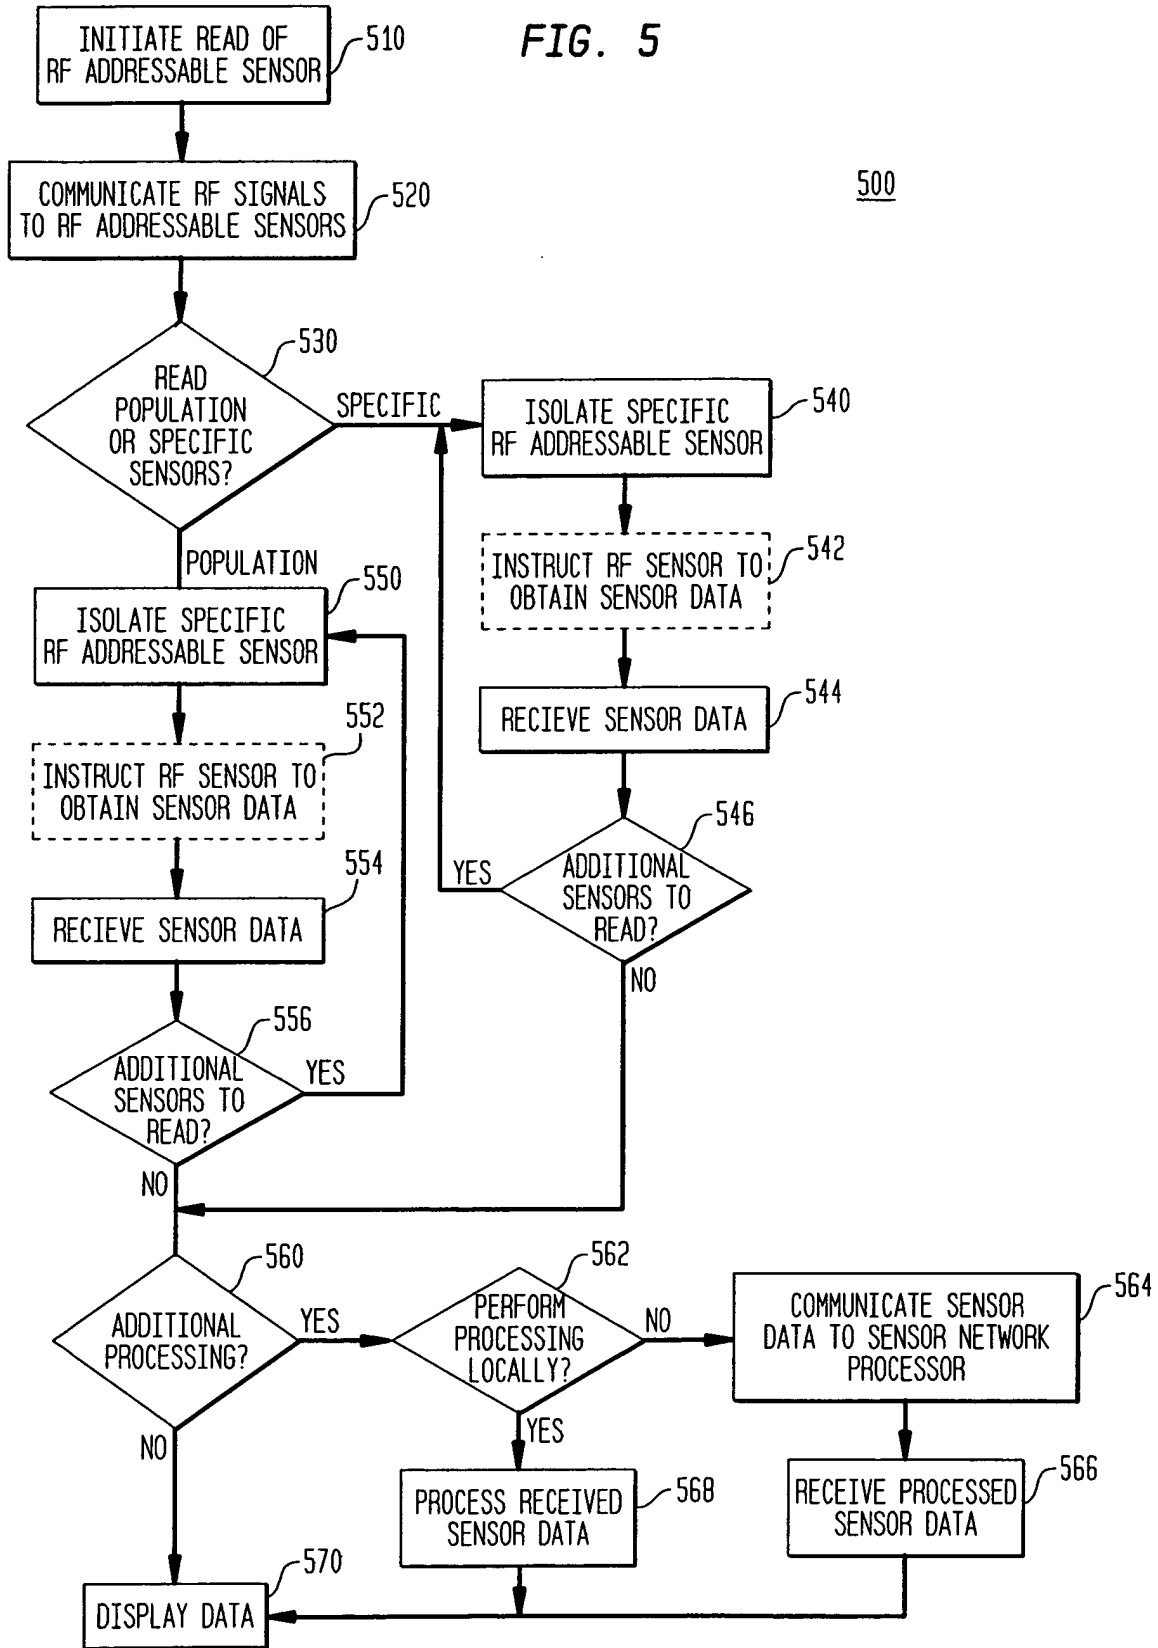 FIG. 5
500
INITIATE READ OF
RF ADDRESSABLE SENSOR
510
COMMUNICATE RF SIGNALS
TO RF ADDRESSABLE SENSORS
520
READ
POPULATION
OR SPECIFIC
SENSORS?
530
SPECIFIC
ISOLATE SPECIFIC
RF ADDRESSABLE SENSOR
540
INSTRUCT RF SENSOR TO
OBTAIN SENSOR DATA
542
RECIEVE SENSOR DATA
544
ADDITIONAL
SENSORS TO
READ?
546
YES
NO
POPULATION
ISOLATE SPECIFIC
RF ADDRESSABLE SENSOR
550
INSTRUCT RF SENSOR TO
OBTAIN SENSOR DATA
552
RECIEVE SENSOR DATA
554
ADDITIONAL
SENSORS TO
READ?
556
YES
NO
ADDITIONAL
PROCESSING?
560
YES
NO
PERFORM
PROCESSING
LOCALLY?
562
NO
YES
COMMUNICATE SENSOR
DATA TO SENSOR NETWORK
PROCESSOR
564
RECEIVE PROCESSED
SENSOR DATA
566
PROCESS RECEIVED
SENSOR DATA
568
DISPLAY DATA
570